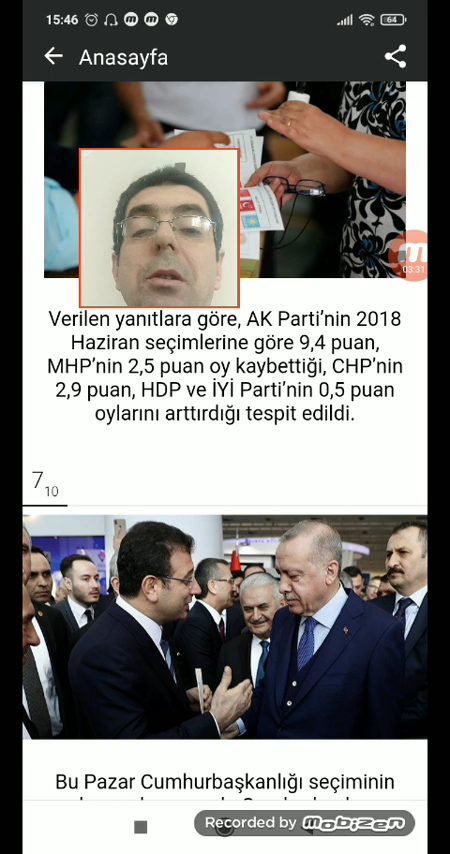 15:46
64
Anasayfa
03:31
Verilen yanıtlara göre, AK Parti’nin 2018
Haziran seçimlerine göre 9,4 puan,
MHP’nin 2,5 puan oy kaybettiği, CHP’nin
2,9 puan, HDP ve İYİ Parti’nin 0,5 puan
oylarını arttırdığı tespit edildi.
7
10
Bu Pazar Cumhurbaşkanlığı seçiminin
Recorded by mobizen